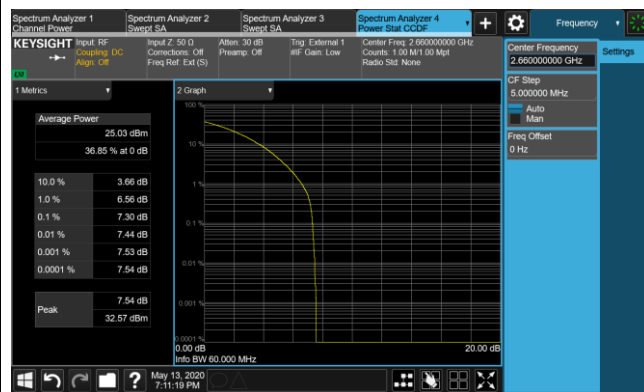 Spectrum Analyzer 1
Channel Power
Spectrum Analyzer 2
Swept SA
Spectrum Analyzer 3
Swept SA
Spectrum Analyzer 4
Power Stat CCDF
Frequency
KEYSIGHT
Input: RF
Coupling: DC
Align: Off
Input Z: 50 Ω
Corrections: Off
Freq Ref: Ext (S)
Atten: 30 dB
Preamp: Off
Trig: External 1
#IF Gain: Low
Center Freq: 2.660000000 GHz
Counts: 1.00 M/1.00 Mpt
Radio Std: None
Center Frequency
2.660000000 GHz
Settings
CF Step
5.000000 MHz
Auto
Man
Freq Offset
0 Hz
1 Metrics
Average Power
25.03 dBm
36.85 % at 0 dB
10.0 % 3.66 dB
1.0 % 6.56 dB
0.1 % 7.30 dB
0.01 % 7.44 dB
0.001 % 7.53 dB
0.0001 % 7.54 dB
Peak 7.54 dB
32.57 dBm
2 Graph
100 %
10 %
1 %
0.1 %
0.01 %
0.001 %
0.0001 %
0.00 dB
20.00 dB
Info BW 60.000 MHz
?
May 13, 2020
7:11:19 PM